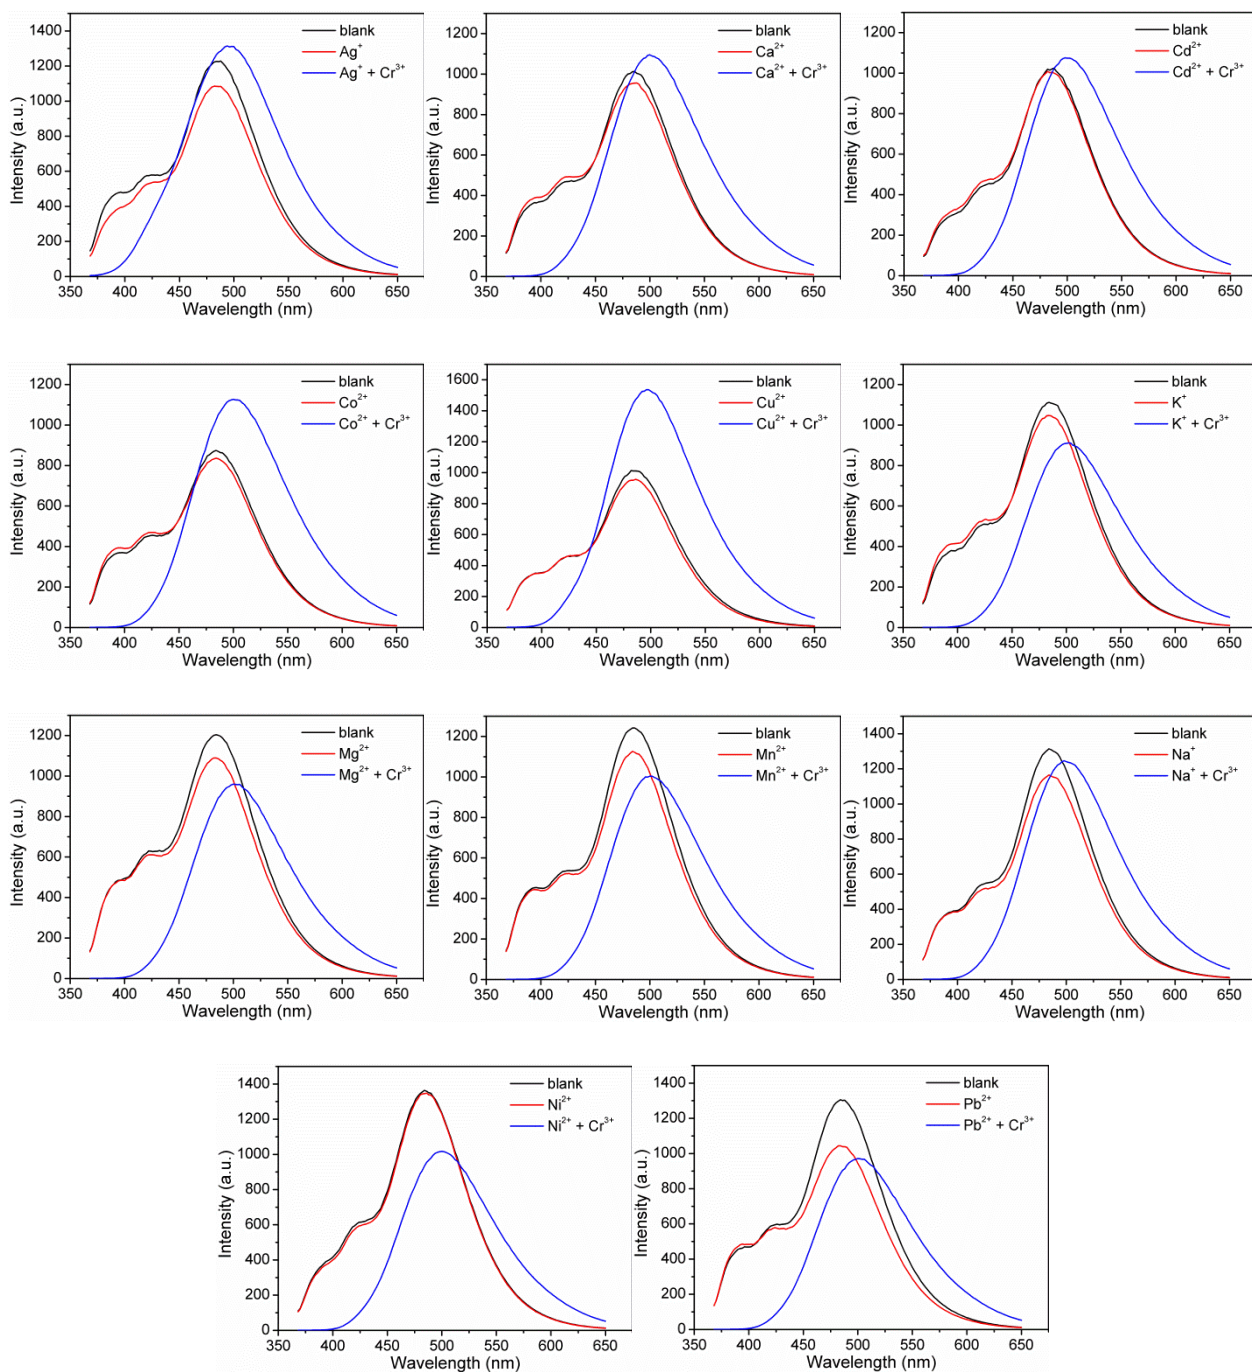 1400
1200
1000
800
600
400
200
0
350 400 450 500 550 600 650
Wavelength (nm)
Intensity (a.u.)
blank
Ag⁺
Ag⁺ + Cr³⁺
1200
1000
800
600
400
200
0
350 400 450 500 550 600 650
Wavelength (nm)
Intensity (a.u.)
blank
Ca²⁺
Ca²⁺ + Cr³⁺
1200
1000
800
600
400
200
0
350 400 450 500 550 600 650
Wavelength (nm)
Intensity (a.u.)
blank
Cd²⁺
Cd²⁺ + Cr³⁺
1200
1000
800
600
400
200
0
350 400 450 500 550 600 650
Wavelength (nm)
Intensity (a.u.)
blank
Co²⁺
Co²⁺ + Cr³⁺
1600
1400
1200
1000
800
600
400
200
0
350 400 450 500 550 600 650
Wavelength (nm)
Intensity (a.u.)
blank
Cu²⁺
Cu²⁺ + Cr³⁺
1200
1000
800
600
400
200
0
350 400 450 500 550 600 650
Wavelength (nm)
Intensity (a.u.)
blank
K⁺
K⁺ + Cr³⁺
1200
1000
800
600
400
200
0
350 400 450 500 550 600 650
Wavelength (nm)
Intensity (a.u.)
blank
Mg²⁺
Mg²⁺ + Cr³⁺
1200
1000
800
600
400
200
0
350 400 450 500 550 600 650
Wavelength (nm)
Intensity (a.u.)
blank
Mn²⁺
Mn²⁺ + Cr³⁺
1400
1200
1000
800
600
400
200
0
350 400 450 500 550 600 650
Wavelength (nm)
Intensity (a.u.)
blank
Na⁺
Na⁺ + Cr³⁺
1400
1200
1000
800
600
400
200
0
350 400 450 500 550 600 650
Wavelength (nm)
Intensity (a.u.)
blank
Ni²⁺
Ni²⁺ + Cr³⁺
1400
1300
1200
1100
1000
900
800
700
600
500
400
300
200
100
0
350 400 450 500 550 600 650
Wavelength (nm)
Intensity (a.u.)
blank
Pb²⁺
Pb²⁺ + Cr³⁺